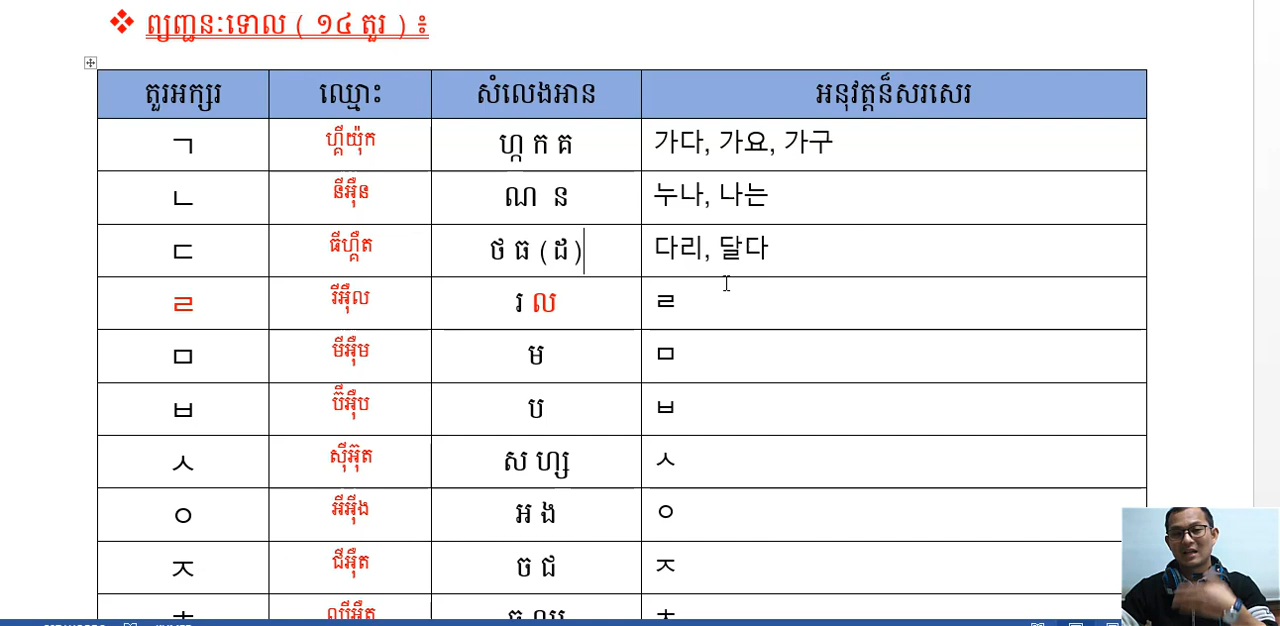 ព្យញ្ជនៈទោល ( ១៤ តួរ ) ៖
តួរអក្សរ ឈ្មោះ សំលេងអាន អនុវត្តន៏សរសេរ
ㄱ ហ្គីយ៉ុក ហ្ក ក គ 가다, 가요, 가구
ㄴ នីអ៊ឺន ណ ន 누나, 나는
ㄷ ធីហ្គឹត ថ ធ (ដ) 다리, 달다
ㄹ រីអ៊ឺល រ ល ㄹ
ㅁ មីអ៊ឺម ម ㅁ
ㅂ ប៊ីអ៊ឺប ប ㅂ
ㅅ ស៊ីអ៊ុត ស ហ្ស ㅅ
ㅇ អ៊ីអ៊ីង អ ង ㅇ
ㅈ ជីអ៊ឺត ច ជ ㅈ